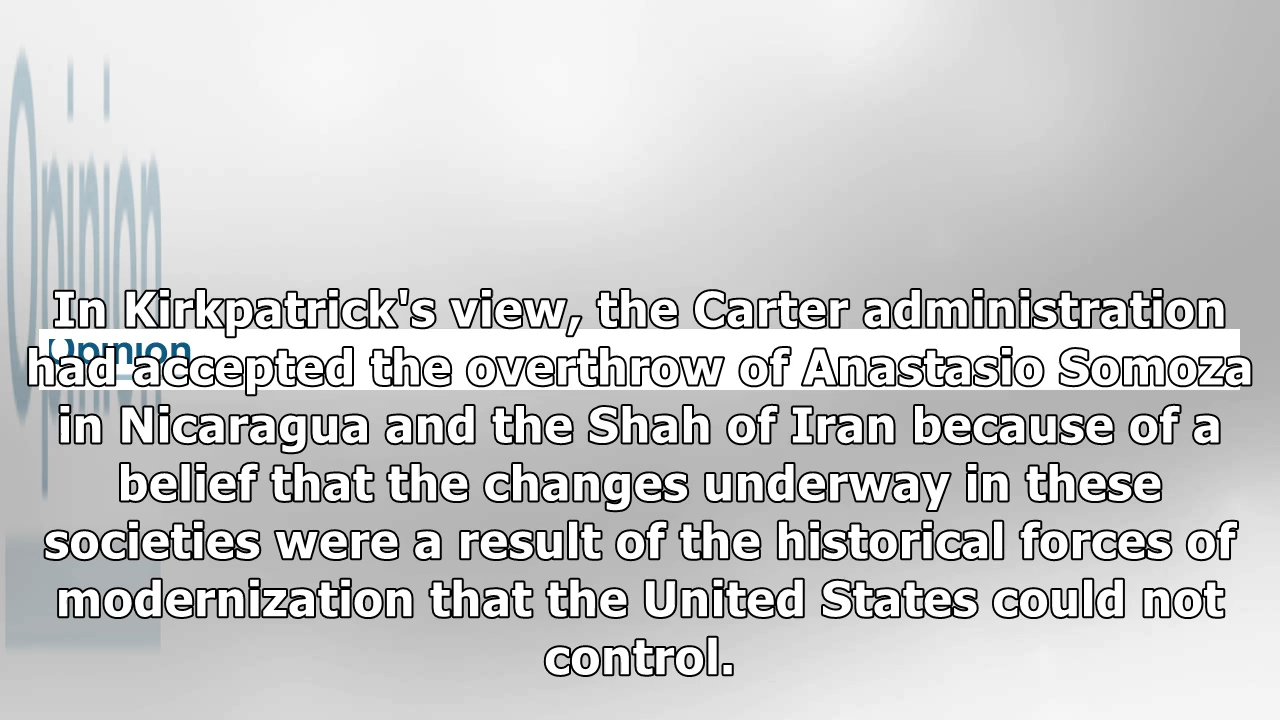 Opinion
In Kirkpatrick's view, the Carter administration
Opinion
had accepted the overthrow of Anastasio Somoza
in Nicaragua and the Shah of Iran because of a
belief that the changes underway in these
societies were a result of the historical forces of
modernization that the United States could not
control.